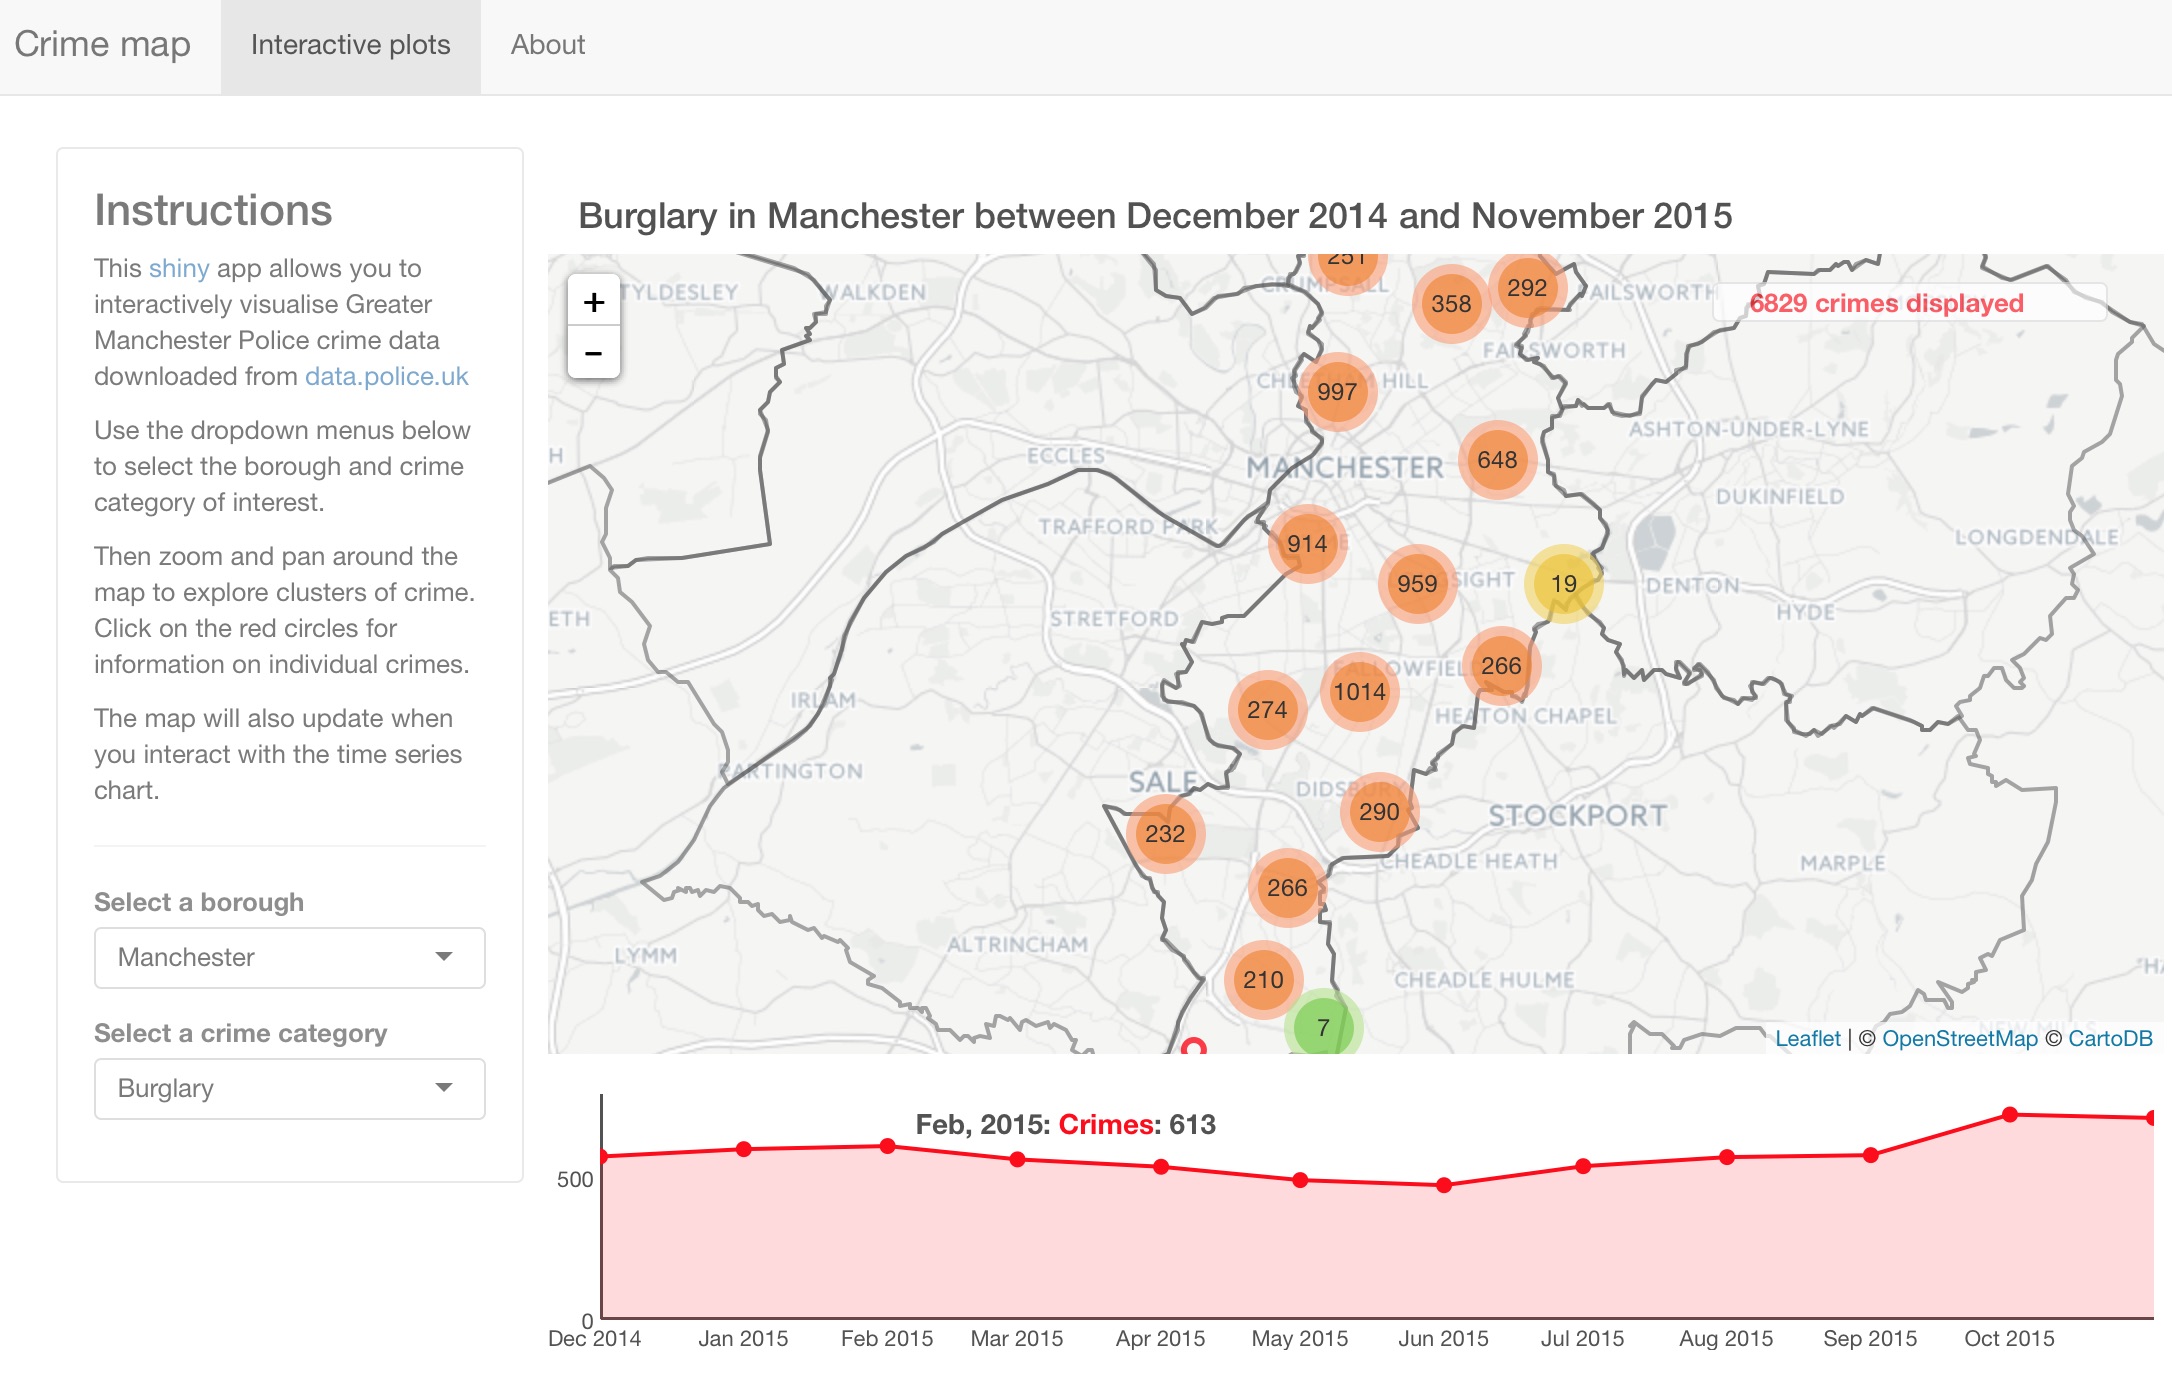 Crime map
Interactive plots
About
Instructions
This shiny app allows you to
interactively visualise Greater
Manchester Police crime data
downloaded from data.police.uk
Use the dropdown menus below
to select the borough and crime
category of interest.
Then zoom and pan around the
map to explore clusters of crime.
Click on the red circles for
information on individual crimes.
The map will also update when
you interact with the time series
chart.
Select a borough
Manchester
Select a crime category
Burglary
Burglary in Manchester between December 2014 and November 2015
+
−
6829 crimes displayed
251
TYLDESLEY
WALKDEN
358
292
FAILSWORTH
997
HILL
ASHTON-UNDER-LYNE
ECCLES
MANCHESTER
648
DUKINFIELD
TRAFFORD PARK
914
LONGDENDALE
959
19
DENTON
HYDE
STRETFORD
266
1014
274
IRLAM
HEATON CHAPEL
PARTINGTON
SALE
290
STOCKPORT
232
CHEADLE HEATH
MARPLE
266
LYMM
ALTRINCHAM
210
CHEADLE HULME
7
Leaflet | © OpenStreetMap © CartoDB
Feb, 2015: Crimes: 613
500
0
Dec 2014
Jan 2015
Feb 2015
Mar 2015
Apr 2015
May 2015
Jun 2015
Jul 2015
Aug 2015
Sep 2015
Oct 2015